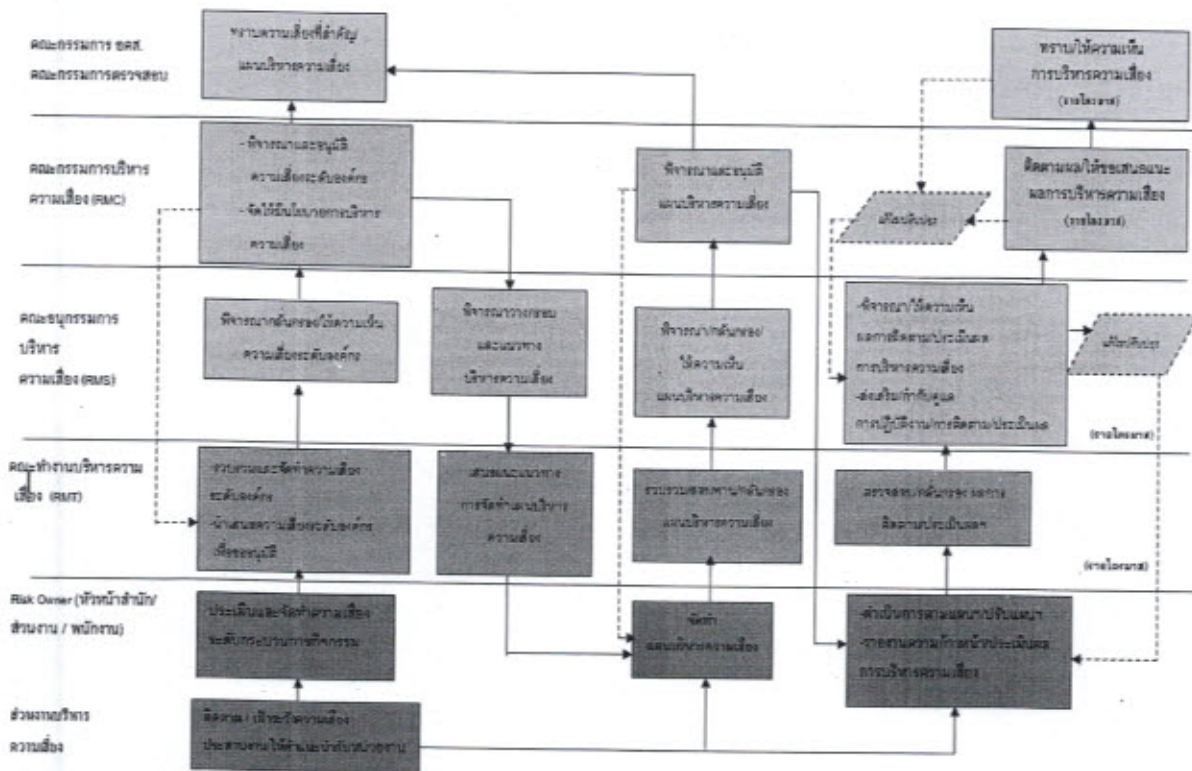 คณะกรรมการ อคส.
คณะกรรมการตรวจสอบ
ทราบความเสี่ยงที่สำคัญ/
แผนบริหารความเสี่ยง
ทราบ/ให้ความเห็น
การบริหารความเสี่ยง
(รายไตรมาส)
คณะกรรมการบริหาร
ความเสี่ยง (RMC)
- พิจารณาและอนุมัติ
ความเสี่ยงระดับองค์กร
- จัดให้มีนโยบายการบริหาร
ความเสี่ยง
พิจารณาและอนุมัติ
แผนบริหารความเสี่ยง
แก้ไขปรับปรุง
ติดตามผล/ให้ข้อเสนอแนะ
ผลการบริหารความเสี่ยง
(รายไตรมาส)
คณะอนุกรรมการ
บริหาร
ความเสี่ยง (RMS)
พิจารณากลั่นกรอง/ให้ความเห็น
ความเสี่ยงระดับองค์กร
พิจารณาวางกรอบ
และแนวทาง
บริหารความเสี่ยง
พิจารณา/กลั่นกรอง/
ให้ความเห็น
แผนบริหารความเสี่ยง
-พิจารณา/ให้ความเห็น
ผลการติดตาม/ประเมินผล
การบริหารความเสี่ยง
-ส่งเสริม/กำกับดูแล
การปฏิบัติงาน/การติดตาม/ประเมินผล
แก้ไขปรับปรุง
(รายไตรมาส)
คณะทำงานบริหารความ
เสี่ยง (RMT)
-รวบรวมและจัดทำความเสี่ยง
ระดับองค์กร
-นำเสนอความเสี่ยงระดับองค์กร
เพื่อขออนุมัติ
เสนอแนะแนวทาง
การจัดทำแผนบริหาร
ความเสี่ยง
รวบรวม/สอบทาน/กลั่นกรอง
แผนบริหารความเสี่ยง
ตรวจสอบ/กลั่นกรอง ผลการ
ติดตาม/ประเมินผลฯ
(รายไตรมาส)
Risk Owner (หัวหน้าสำนัก/
ส่วนงาน / พนักงาน)
ประเมินและจัดทำความเสี่ยง
ระดับกระบวนการ/กิจกรรม
จัดทำ
แผนบริหารความเสี่ยง
-ดำเนินการตามแผนฯ/ปรับแผนฯ
-รายงานความก้าวหน้า/ประเมินผล
การบริหารความเสี่ยง
ส่วนงานบริหาร
ความเสี่ยง
ติดตาม / เฝ้าระวังความเสี่ยง
ประสานงาน ให้คำแนะนำกับหน่วยงาน